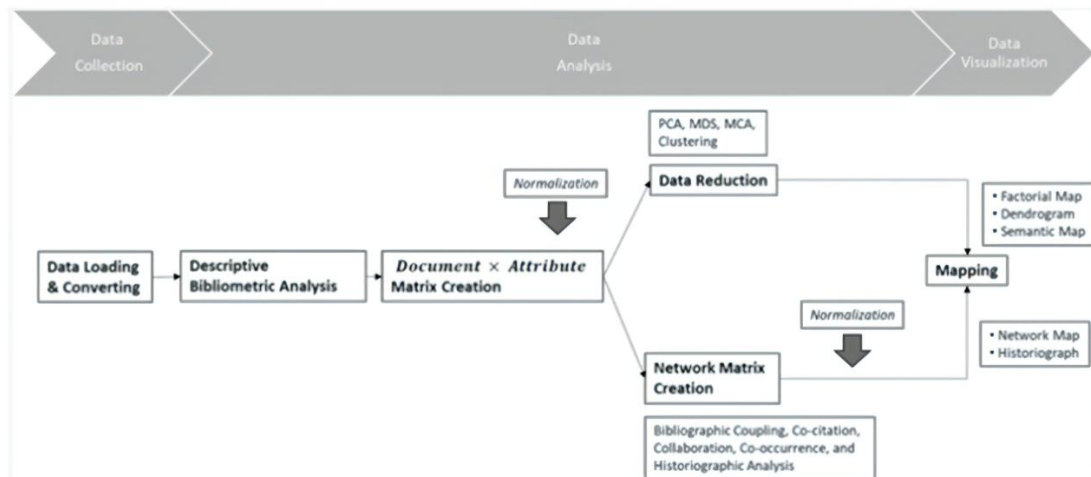 Data
Collection
Data
Analysis
Data
Visualization
PCA, MDS, MCA,
Clustering
Normalization
Data Reduction
• Factorial Map
• Dendrogram
• Semantic Map
Data Loading
& Converting
Descriptive
Bibliometric Analysis
Document × Attribute
Matrix Creation
Mapping
Normalization
• Network Map
• Historiograph
Network Matrix
Creation
Bibliographic Coupling, Co-citation,
Collaboration, Co-occurrence, and
Historiographic Analysis